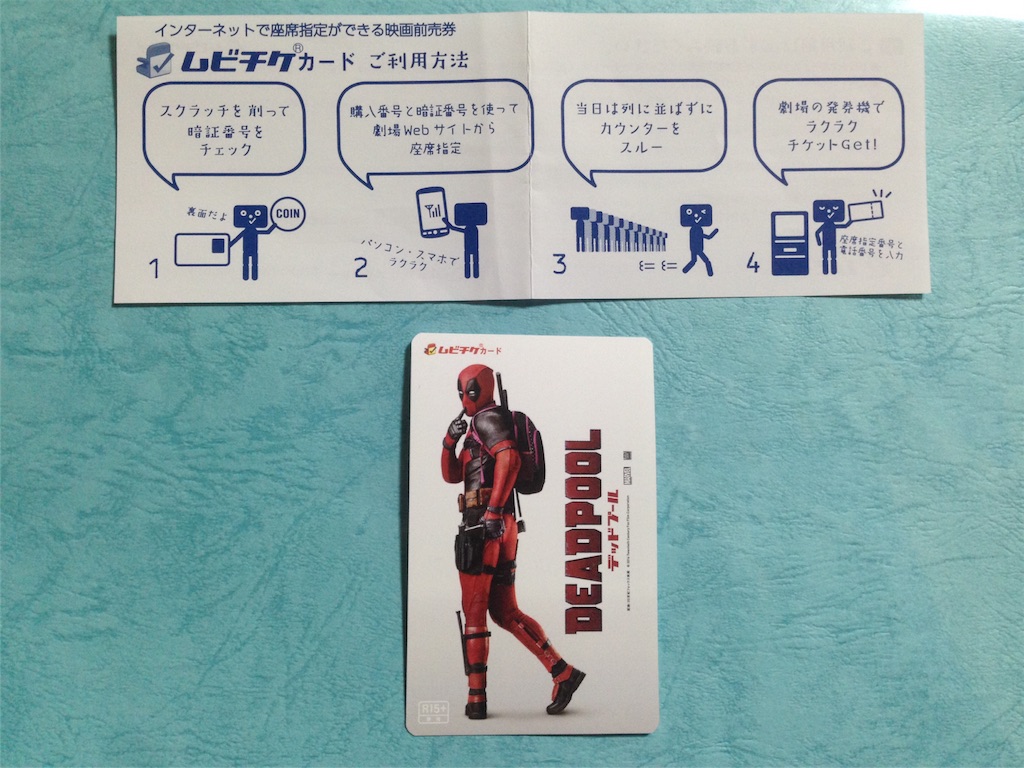 インターネットで座席指定ができる映画前売券
ムビチケ®カード ご利用方法
スクラッチを削って
暗証番号を
チェック
裏面だよ
COIN
1
購入番号と暗証番号を使って
劇場Webサイトから
座席指定
パソコン・スマホで
ラクラク
2
当日は列に並ばずに
カウンターを
スルー
3
劇場の発券機で
ラクラク
チケットGet!
座席指定番号と
電話番号を入力
4
ムビチケ®カード
DEADPOOL
デッドプール
MARVEL
R15+